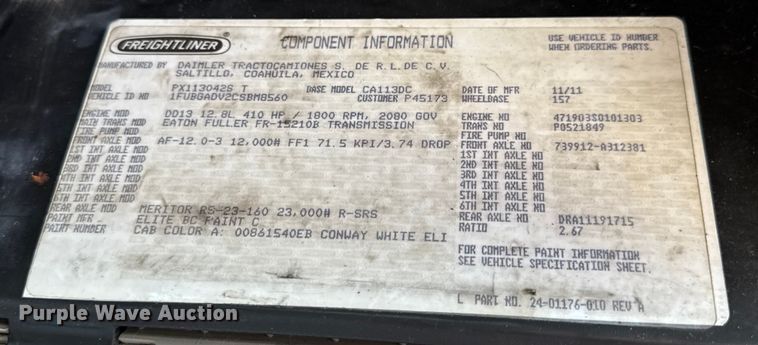 FREIGHTLINER
COMPONENT INFORMATION
USE VEHICLE ID NUMBER
WHEN ORDERING PARTS.
MANUFACTURED BY DAIMLER TRACTOCAMIONES S. DE R.L.DE C.V.
SALTILLO, COAHUILA, MEXICO
MODEL PX113042S T BASE MODEL CA113DC DATE OF MFR 11/11
VEHICLE ID NO 1FUBGADV2CSBM8560 CUSTOMER P45173 WHEELBASE 157
ENGINE MOD DD13 12.8L 410 HP / 1800 RPM, 2080 GOV ENGINE NO 471903S0101303
MAIN TRANS MOD EATON FULLER FR-15210B TRANSMISSION TRANS NO P0521849
FIRE PUMP MOD FIRE PUMP NO
FRONT AXLE MOD AF-12.0-3 12,000# FF1 71.5 KPI/3.74 DROP FRONT AXLE NO 739912-A312381
1ST INT AXLE MOD 1ST INT AXLE NO
2ND INT AXLE MOD 2ND INT AXLE NO
3RD INT AXLE MOD 3RD INT AXLE NO
4TH INT AXLE MOD 4TH INT AXLE NO
5TH INT AXLE MOD 5TH INT AXLE NO
6TH INT AXLE MOD 6TH INT AXLE NO
REAR AXLE MOD MERITOR RS-23-160 23,000# R-SRS REAR AXLE NO DRA11191715
PAINT MFR ELITE BC PAINT C RATIO 2.67
PAINT NUMBER CAB COLOR A: 00861540EB CONWAY WHITE ELI
FOR COMPLETE PAINT INFORMATION
SEE VEHICLE SPECIFICATION SHEET.
L PART NO. 24-01176-010 REV A
Purple Wave Auction